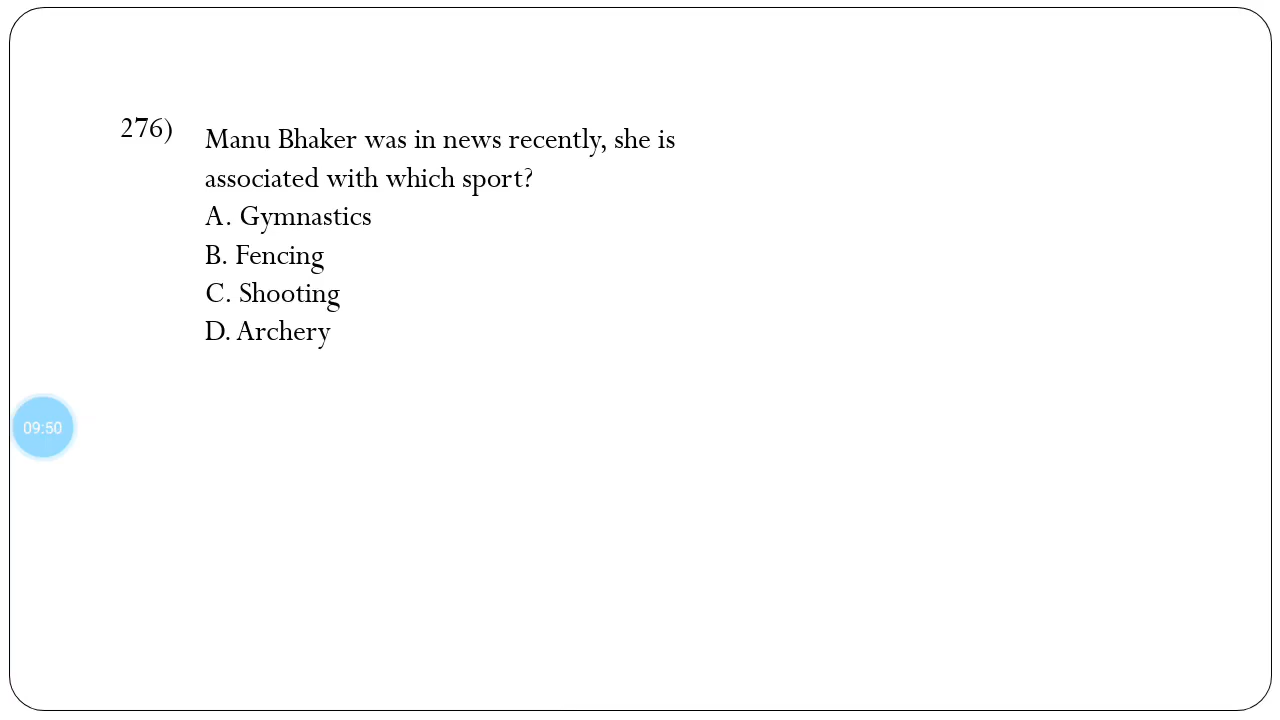 276)
Manu Bhaker was in news recently, she is
associated with which sport?
A. Gymnastics
B. Fencing
C. Shooting
D. Archery
09:50